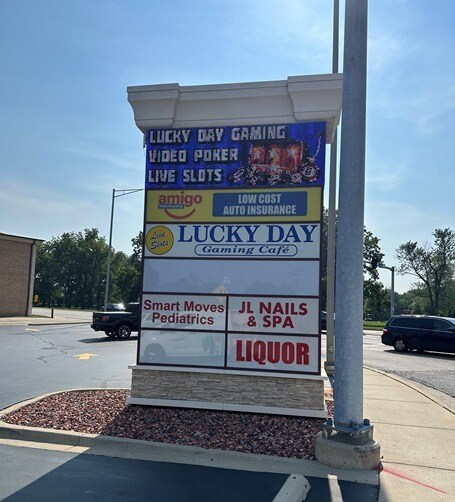 LUCKY DAY GAMING
VIDEO POKER
LIVE SLOTS
amigo
LOW COST
AUTO INSURANCE
Live
Slots
LUCKY DAY
Gaming Café
Smart Moves
Pediatrics
JL NAILS
& SPA
LIQUOR